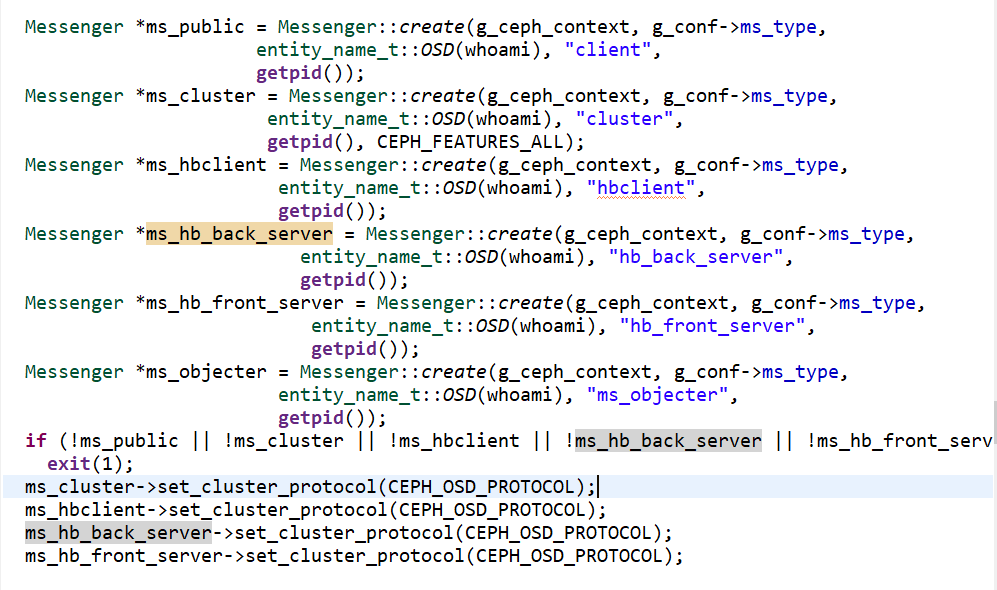 Messenger *ms_public = Messenger::create(g_ceph_context, g_conf->ms_type,
entity_name_t::OSD(whoami), "client",
getpid());
Messenger *ms_cluster = Messenger::create(g_ceph_context, g_conf->ms_type,
entity_name_t::OSD(whoami), "cluster",
getpid(), CEPH_FEATURES_ALL);
Messenger *ms_hbclient = Messenger::create(g_ceph_context, g_conf->ms_type,
entity_name_t::OSD(whoami), "hbclient",
getpid());
Messenger *ms_hb_back_server = Messenger::create(g_ceph_context, g_conf->ms_type,
entity_name_t::OSD(whoami), "hb_back_server",
getpid());
Messenger *ms_hb_front_server = Messenger::create(g_ceph_context, g_conf->ms_type,
entity_name_t::OSD(whoami), "hb_front_server",
getpid());
Messenger *ms_objecter = Messenger::create(g_ceph_context, g_conf->ms_type,
entity_name_t::OSD(whoami), "ms_objecter",
getpid());
if (!ms_public || !ms_cluster || !ms_hbclient || !ms_hb_back_server || !ms_hb_front_serv
exit(1);
ms_cluster->set_cluster_protocol(CEPH_OSD_PROTOCOL);
ms_hbclient->set_cluster_protocol(CEPH_OSD_PROTOCOL);
ms_hb_back_server->set_cluster_protocol(CEPH_OSD_PROTOCOL);
ms_hb_front_server->set_cluster_protocol(CEPH_OSD_PROTOCOL);